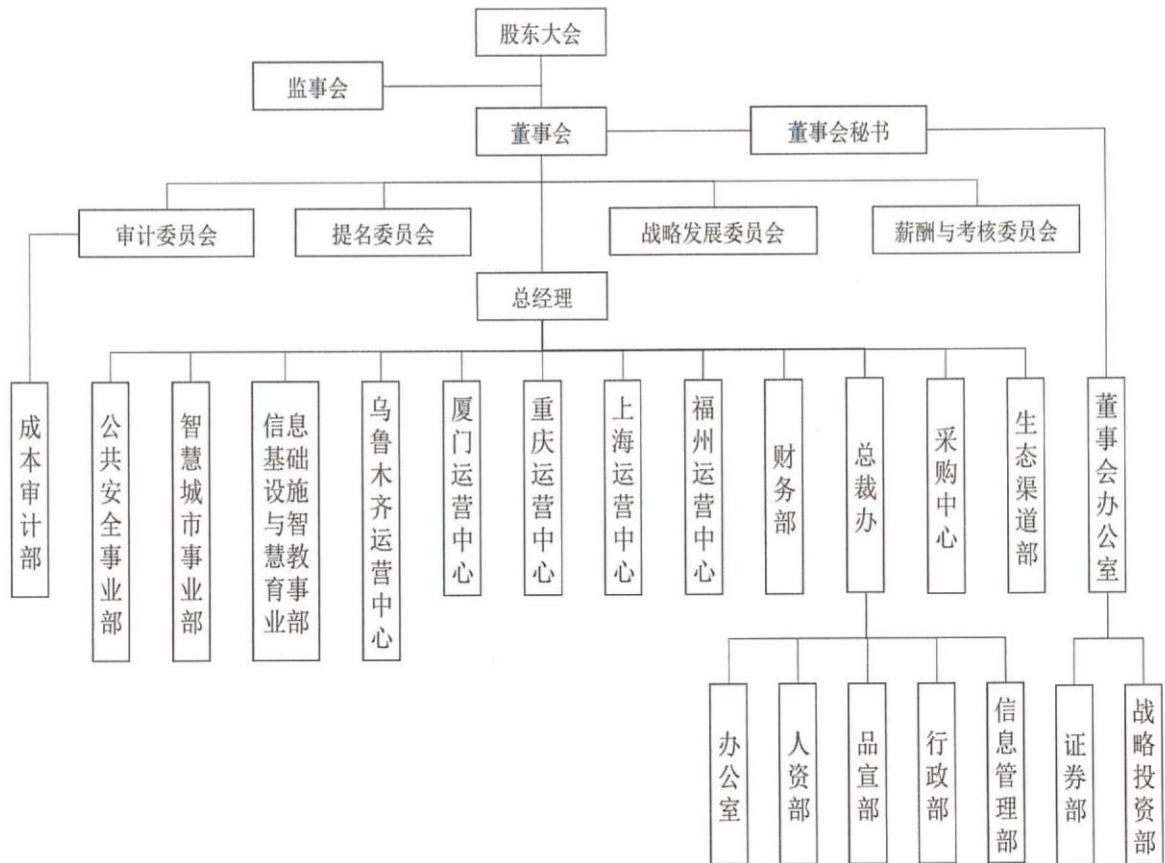 股东大会
监事会
董事会
董事会秘书
审计委员会
提名委员会
战略发展委员会
薪酬与考核委员会
总经理
成本审计部
公共安全事业部
智慧城市事业部
信息基础设施与智慧教育事业部
乌鲁木齐运营中心
厦门运营中心
重庆运营中心
上海运营中心
福州运营中心
财务部
总裁办
采购中心
生态渠道部
董事会办公室
办公室
人资部
品宣部
行政部
信息管理部
证券部
战略投资部